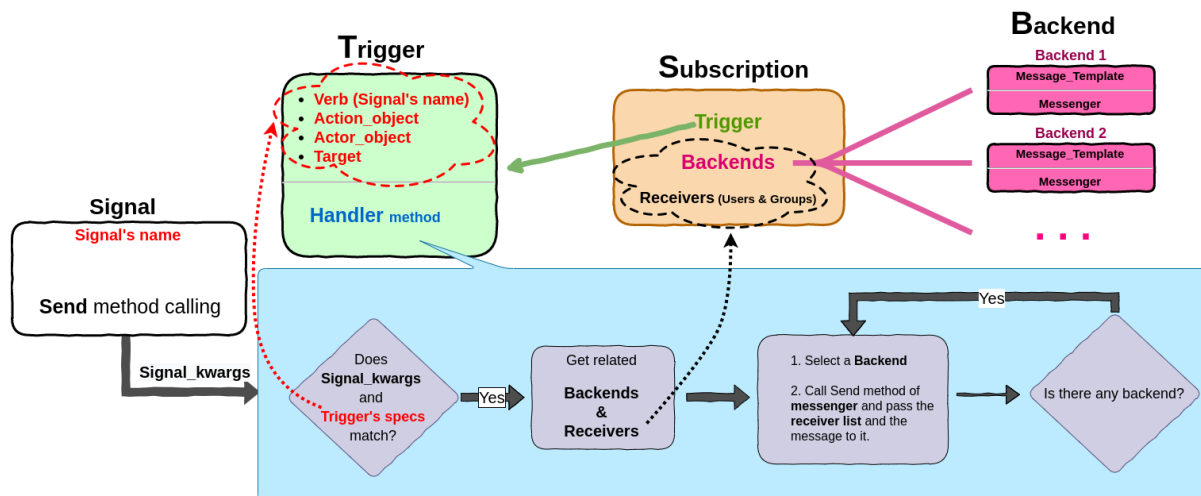 Trigger
Verb (Signal's name)
Action_object
Actor_object
Target
Handler method
Subscription
Trigger
Backends
Receivers (Users & Groups)
Backend
Backend 1
Message_Template
Messenger
Backend 2
Message_Template
Messenger
. . .
Signal
Signal's name
Send method calling
Signal_kwargs
Does
Signal_kwargs
and
Trigger's specs
match?
Yes
Get related
Backends
&
Receivers
1. Select a Backend
2. Call Send method of
messenger and pass the
receiver list and the
message to it.
Yes
Is there any backend?